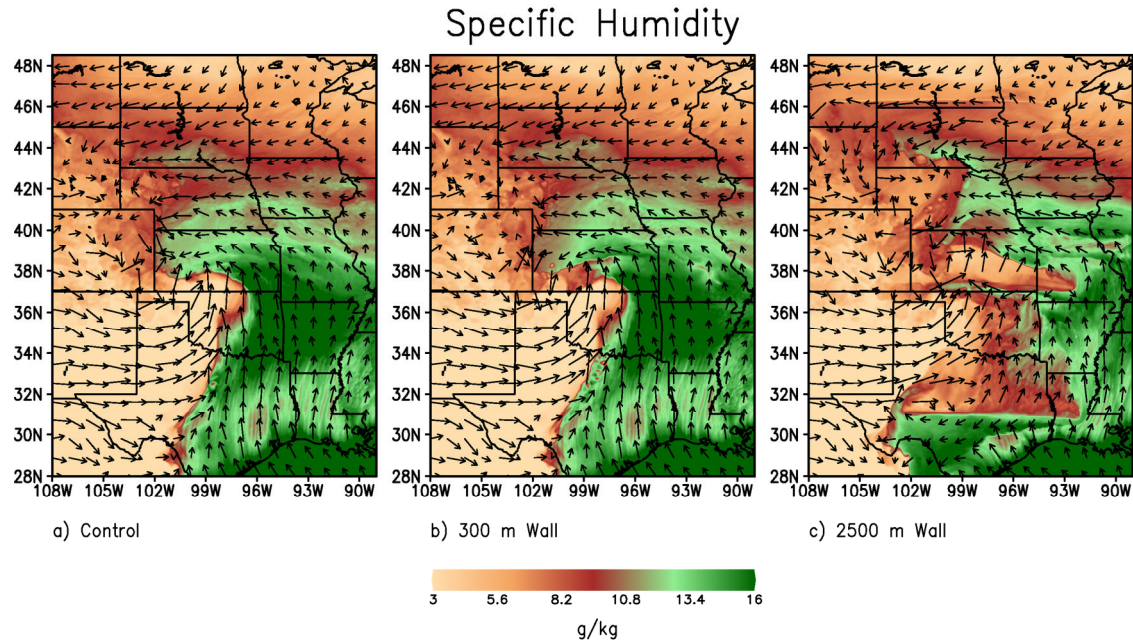 Specific Humidity
48N 46N 44N 42N 40N 38N 36N 34N 32N 30N 28N
108W 105W 102W 99W 96W 93W 90W
48N 46N 44N 42N 40N 38N 36N 34N 32N 30N 28N
108W 105W 102W 99W 96W 93W 90W
48N 46N 44N 42N 40N 38N 36N 34N 32N 30N 28N
108W 105W 102W 99W 96W 93W 90W
a) Control
b) 300 m Wall
c) 2500 m Wall
3 5.6 8.2 10.8 13.4 16
g/kg